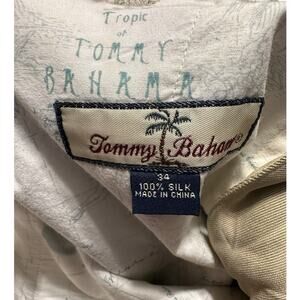 Tropic
of
TOMMY
BAHAMA
Tommy Bahama®
34
100% SILK
MADE IN CHINA